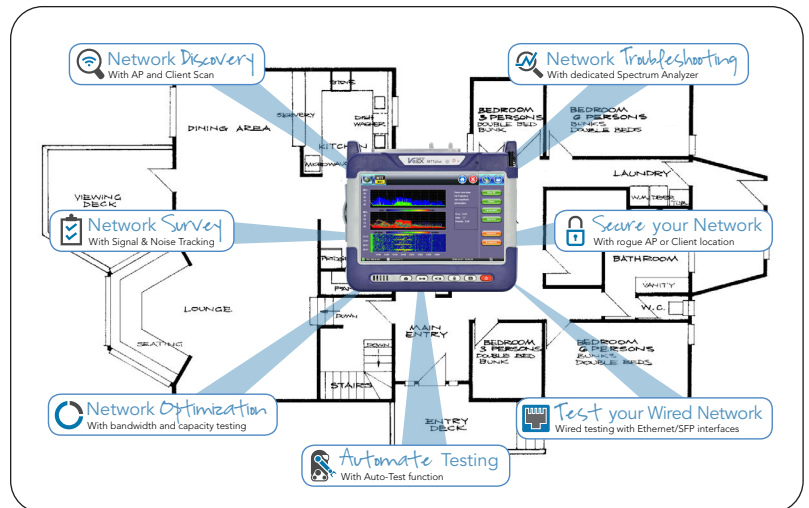 Network Discovery
With AP and Client Scan
Network Troubleshooting
With dedicated Spectrum Analyzer
STOVE
SERVERY
DISH
WASHER
DINING AREA
KITCHEN
MICROWAVE
BEDROOM
3 PERSONS
DOUBLE BED
BUNK
BEDROOM
6 PERSONS
BUNKS
DOUBLE BEDS
VeEX
LAUNDRY
VIEWING
DECK
Network Survey
With Signal & Noise Tracking
Secure your Network
With rogue AP or Client location
BATHROOM
VANITY
W.C.
LOUNGE
SEATING
DOWN
MAIN
ENTRY
DOWN
STAIRS
BEDROOM
3 PERSONS
DOUBLE BED
BUNK
BEDROOM
6 PERSONS
BUNKS
DOUBLE BEDS
Network Optimization
With bandwidth and capacity testing
ENTRY
DECK
Test your Wired Network
Wired testing with Ethernet/SFP interfaces
Automate Testing
With Auto-Test function